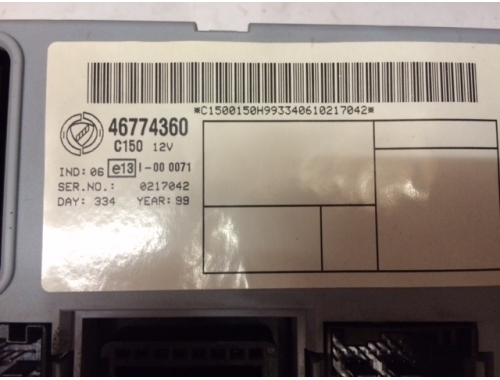 *C1500150H993340610217042*
46774360
C150 12V
IND: 06 e13 I-00 0071
SER.NO.: 0217042
DAY: 334 YEAR: 99